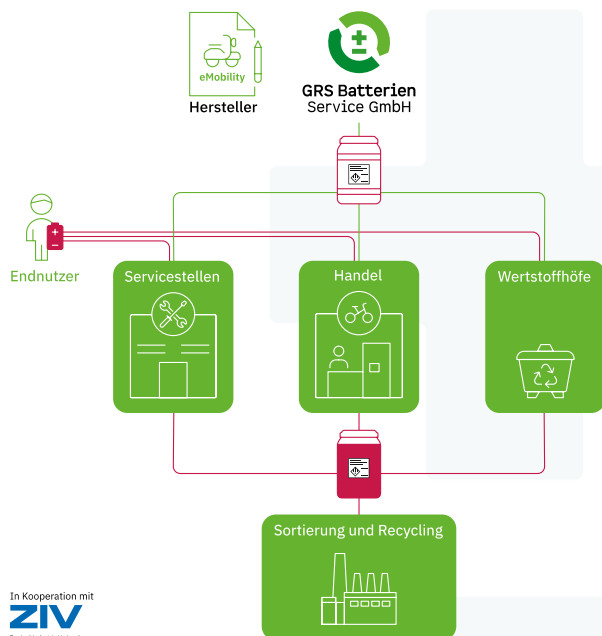 eMobility
Hersteller
GRS Batterien
Service GmbH
Endnutzer
Servicestellen
Handel
Wertstoffhöfe
Sortierung und Recycling
In Kooperation mit
ZIV